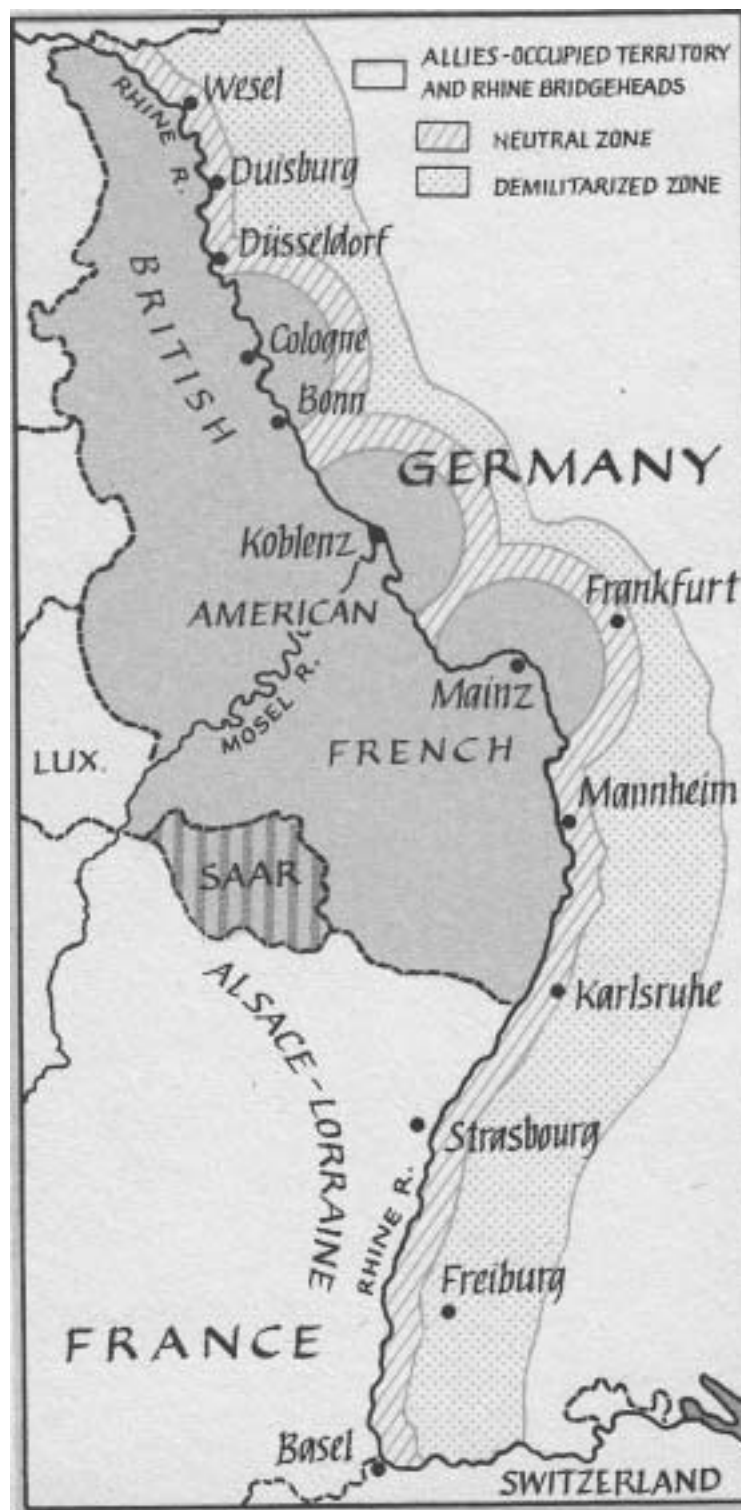 ALLIES-OCCUPIED TERRITORY
AND RHINE BRIDGEHEADS
NEUTRAL ZONE
DEMILITARIZED ZONE
Wesel
RHINE R.
Duisburg
Düsseldorf
BRITISH
Cologne
Bonn
GERMANY
Koblenz
AMERICAN
Frankfurt
Mainz
MOSEL R.
LUX.
FRENCH
Mannheim
SAAR
ALSACE-LORRAINE
Karlsruhe
Strasbourg
RHINE R.
Freiburg
FRANCE
Basel
SWITZERLAND